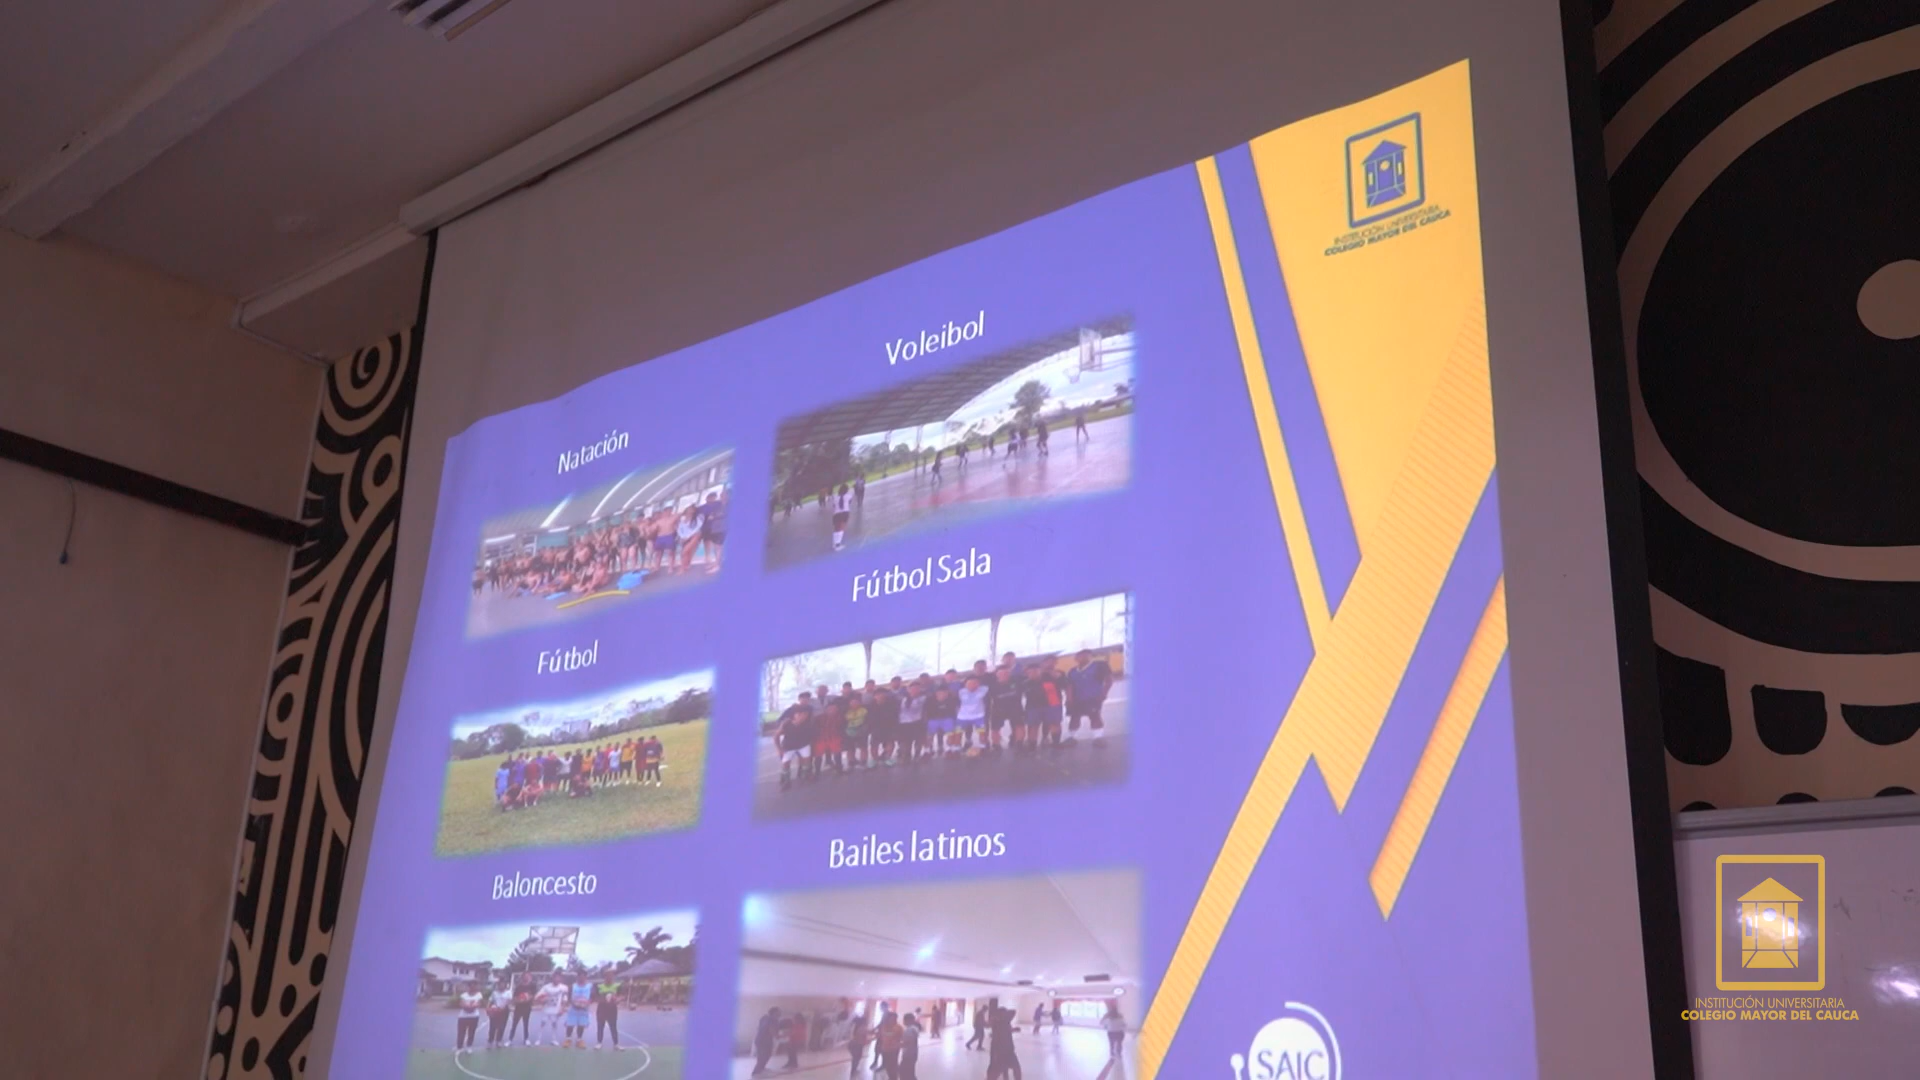 INSTITUCIÓN UNIVERSITARIA
COLEGIO MAYOR DEL CAUCA
Voleibol
Natación
Fútbol Sala
Fútbol
Bailes latinos
Baloncesto
SAIC
INSTITUCIÓN UNIVERSITARIA
COLEGIO MAYOR DEL CAUCA